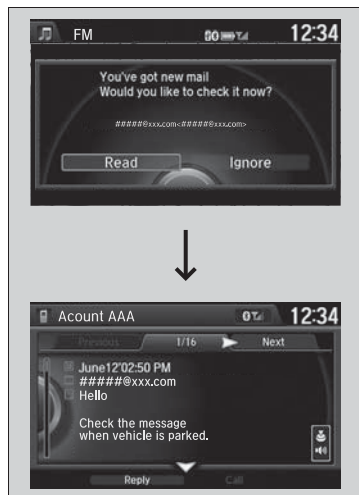 FM
12:34
You've got new mail
Would you like to check it now?
#####@xxx.com<#####@xxx.com>
Read Ignore
Acount AAA
12:34
Previous 1/16 Next
June12'02:50 PM
#####@xxx.com
Hello
Check the message
when vehicle is parked.
Reply Call